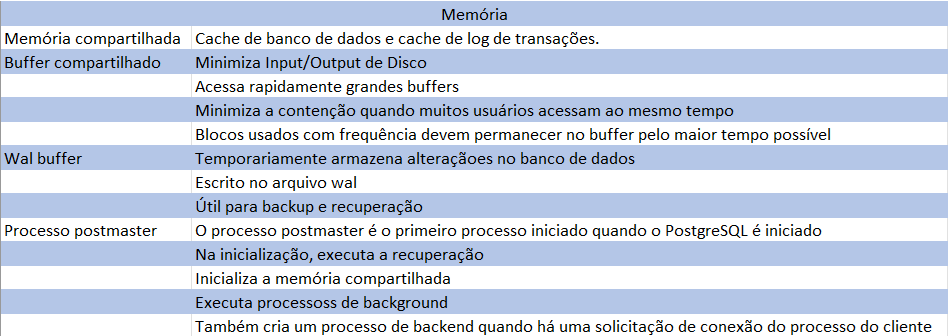 Memória
Memória compartilhada Cache de banco de dados e cache de log de transações.
Buffer compartilhado Minimiza Input/Output de Disco
Acessa rapidamente grandes buffers
Minimiza a contenção quando muitos usuários acessam ao mesmo tempo
Blocos usados com frequência devem permanecer no buffer pelo maior tempo possível
Wal buffer Temporariamente armazena alteraçãoes no banco de dados
Escrito no arquivo wal
Útil para backup e recuperação
Processo postmaster O processo postmaster é o primeiro processo iniciado quando o PostgreSQL é iniciado
Na inicialização, executa a recuperação
Inicializa a memória compartilhada
Executa processoss de background
Também cria um processo de backend quando há uma solicitação de conexão do processo do cliente